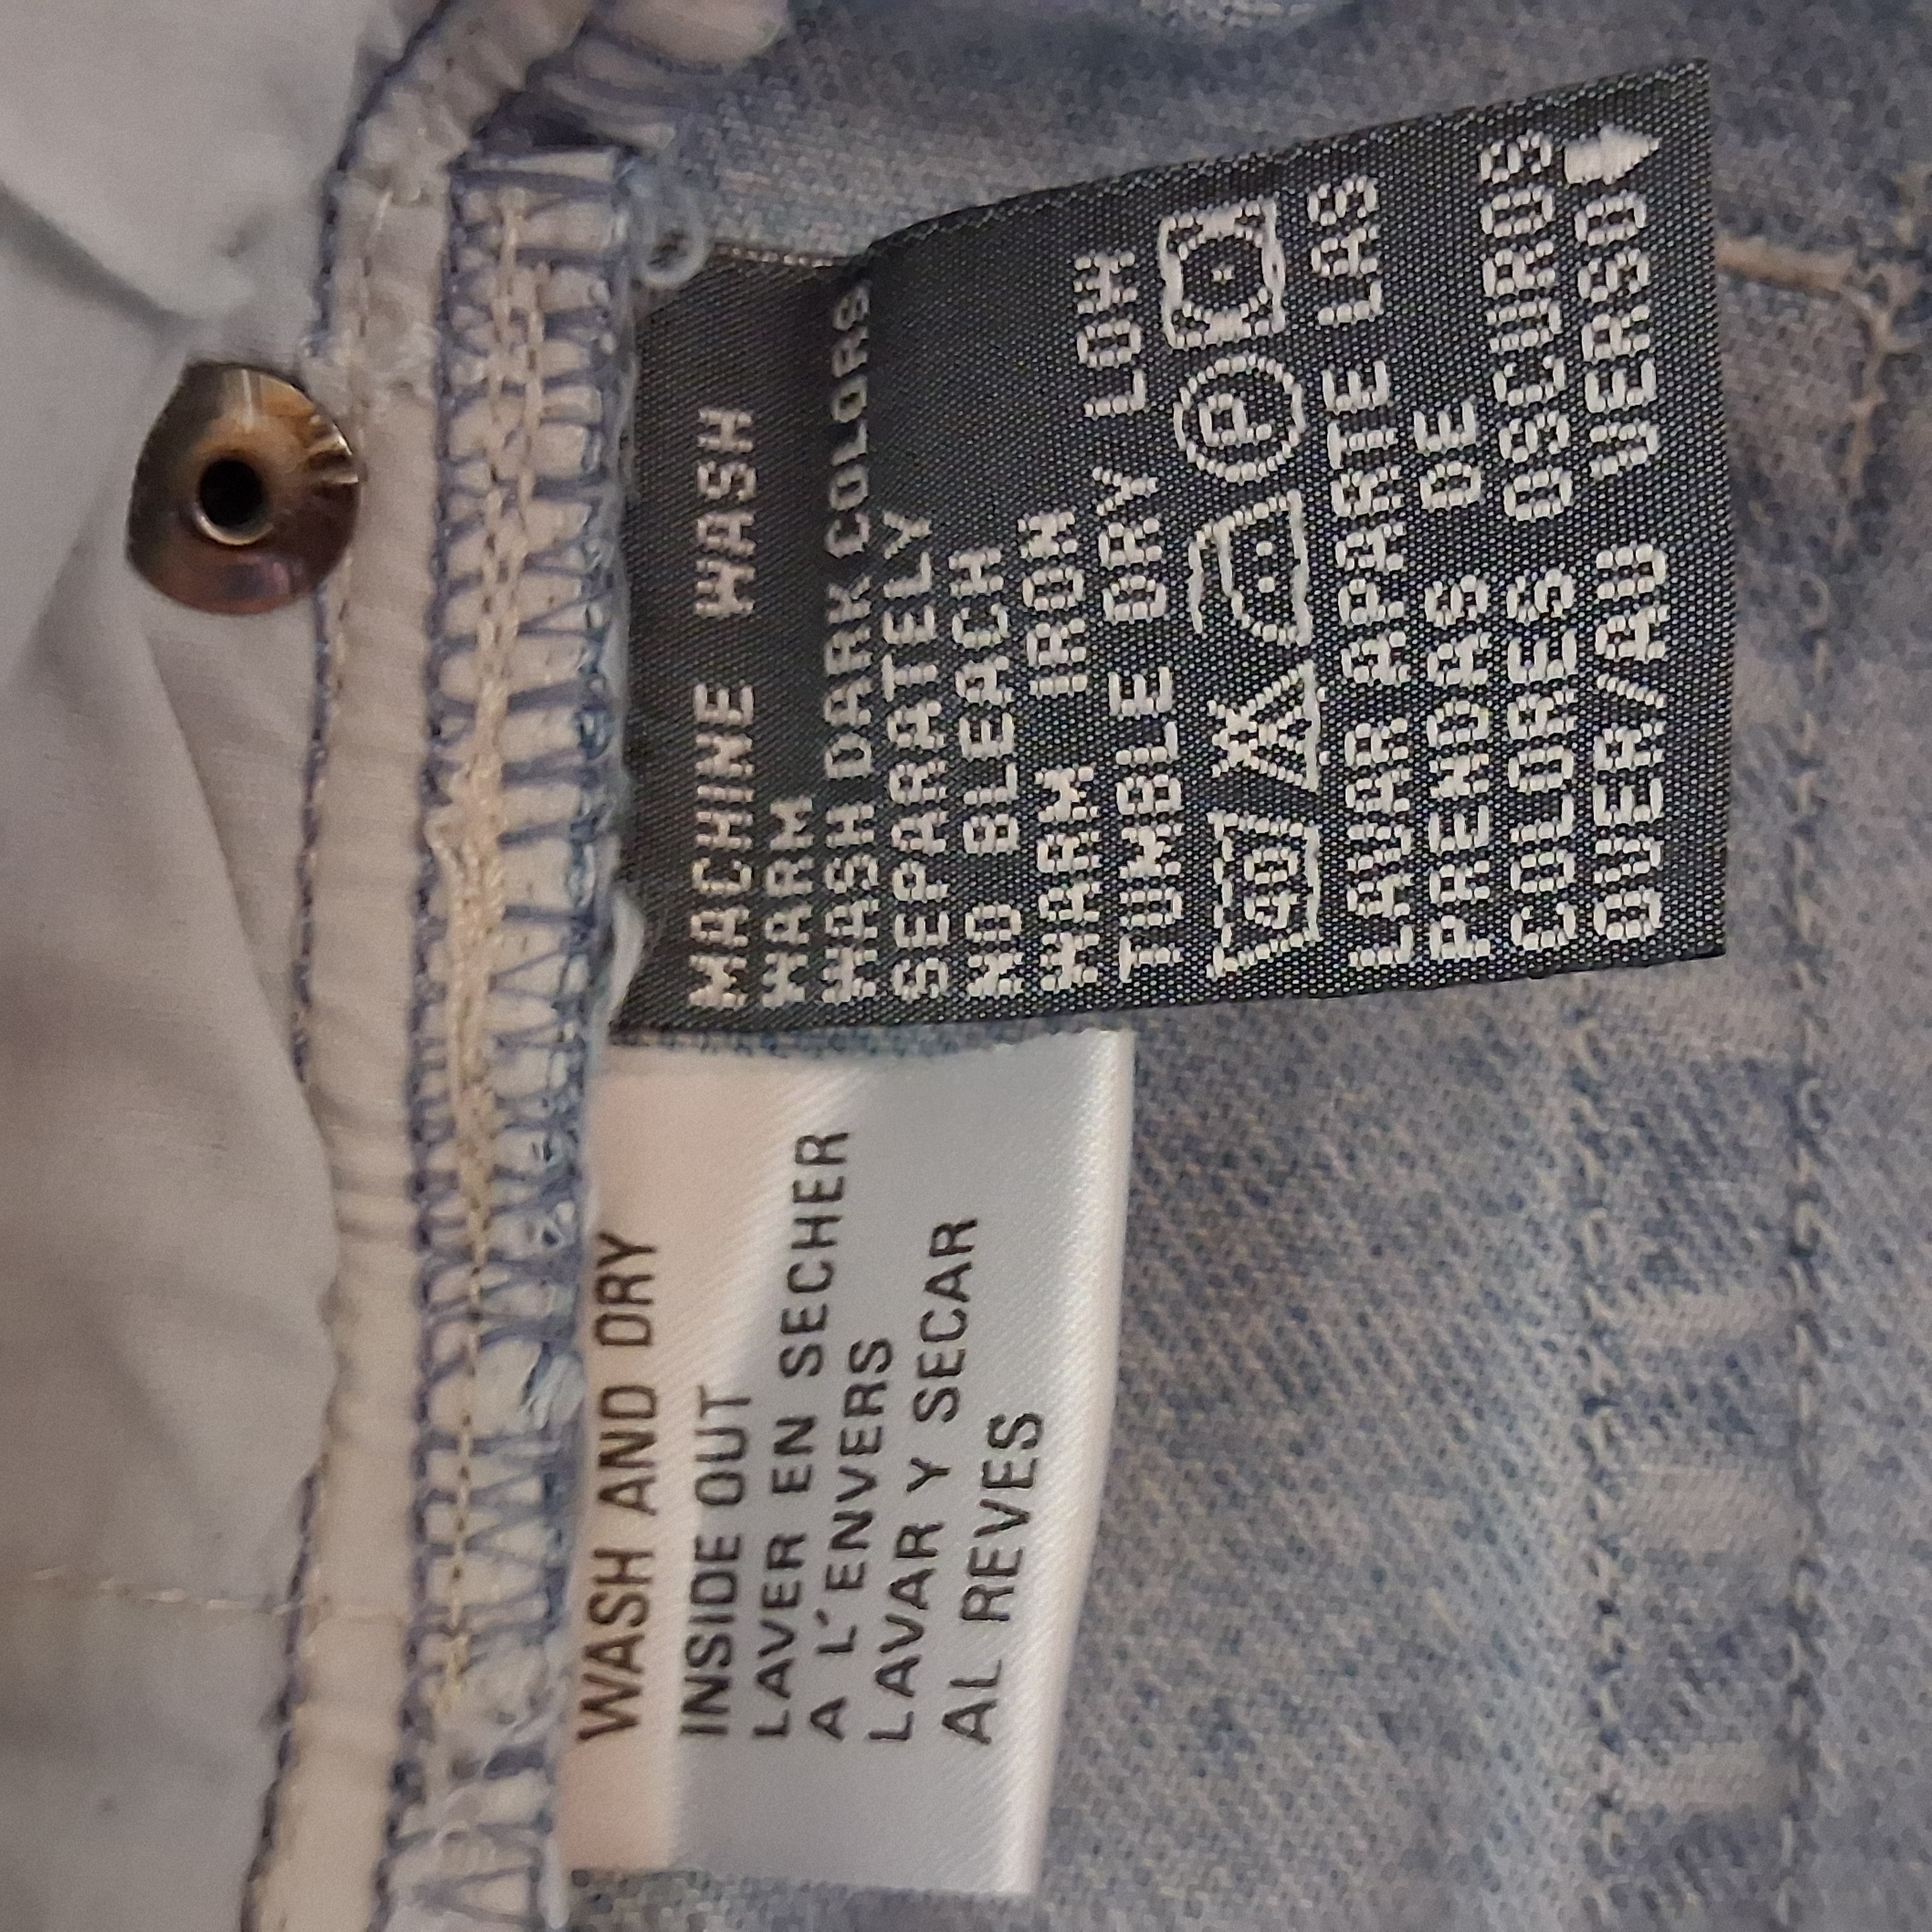 MACHINE WASH
WARM
WASH DARK COLORS
SEPARATELY
NO BLEACH
WARM IRON
TUMBLE DRY LOW
40 P
LAVAR APARTE LAS
PRENDAS DE
COLORES OSCUROS
OVER/AU VERSO
WASH AND DRY
INSIDE OUT
LAVER EN SECHER
A L'ENVERS
LAVAR Y SECAR
AL REVES